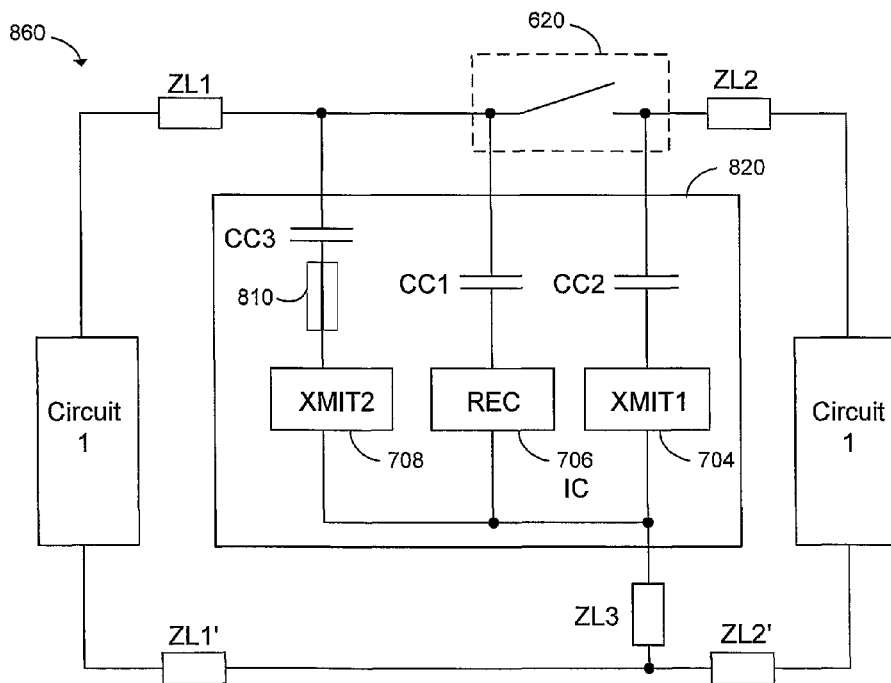 860
620
ZL1
ZL2
820
CC3
810
CC1
CC2
Circuit
1
XMIT2
REC
XMIT1
Circuit
1
708
706
704
IC
ZL3
ZL1'
ZL2'